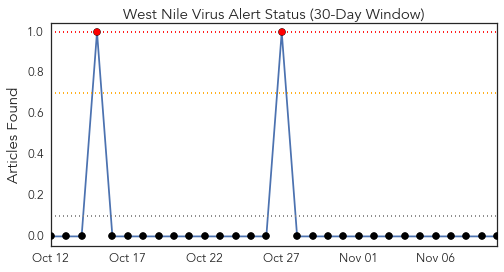 West Nile Virus Alert Status (30-Day Window)
Articles Found
1.0
0.8
0.6
0.4
0.2
0.0
Oct 12 Oct 17 Oct 22 Oct 27 Nov 01 Nov 06